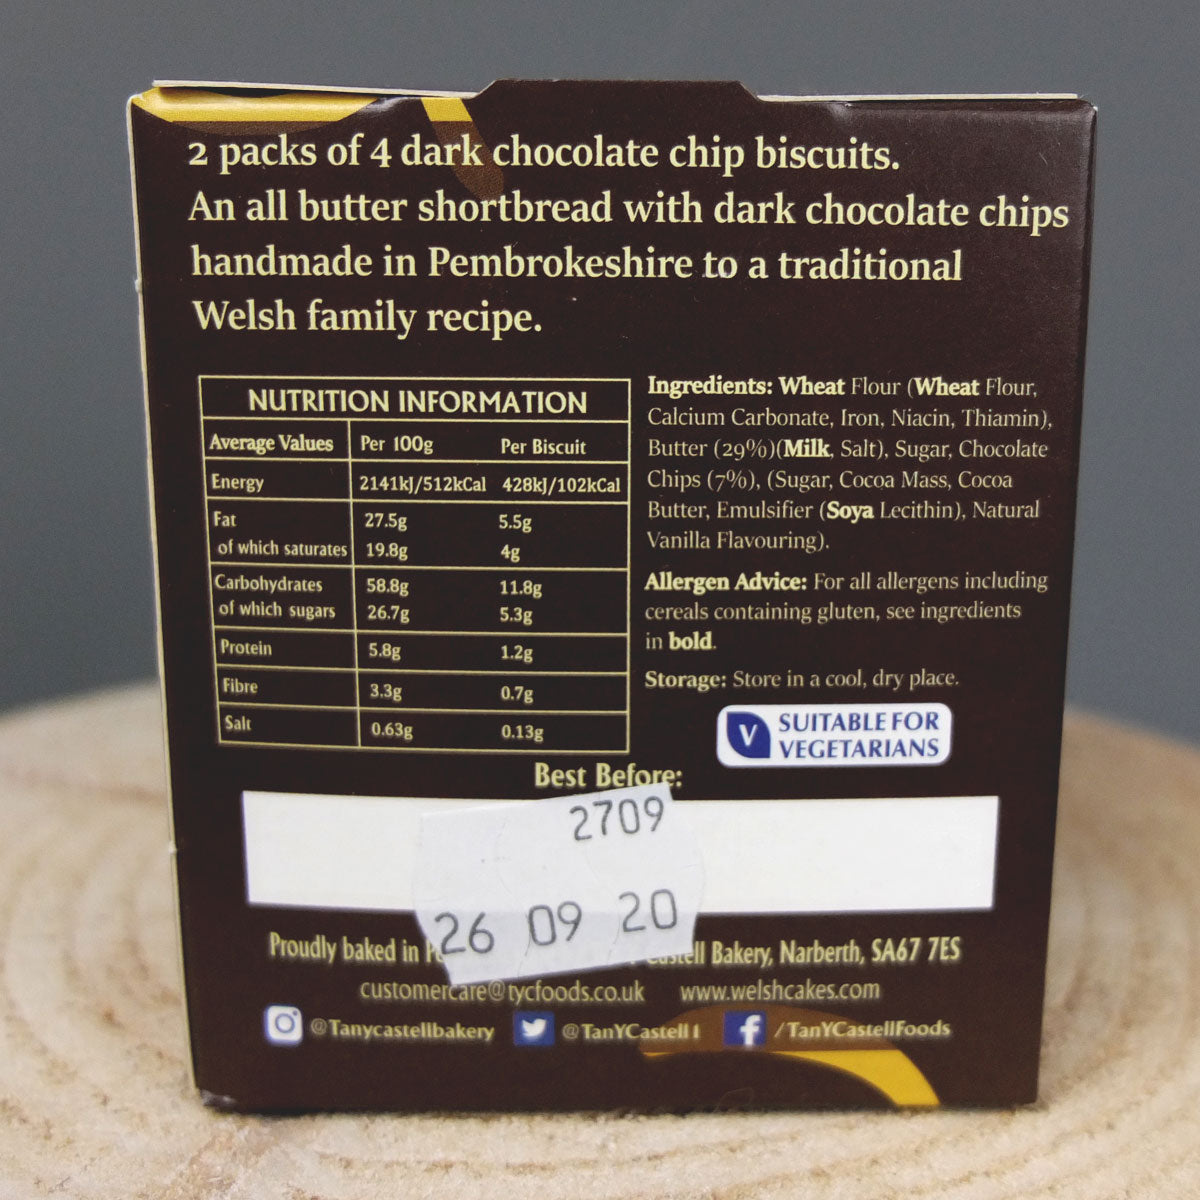 2 packs of 4 dark chocolate chip biscuits.
An all butter shortbread with dark chocolate chips
handmade in Pembrokeshire to a traditional
Welsh family recipe.
NUTRITION INFORMATION
Average Values Per 100g Per Biscuit
Energy 2141kJ/512kCal 428kJ/102kCal
Fat 27.5g 5.5g
of which saturates 19.8g 4g
Carbohydrates 58.8g 11.8g
of which sugars 26.7g 5.3g
Protein 5.8g 1.2g
Fibre 3.3g 0.7g
Salt 0.63g 0.13g
Ingredients: Wheat Flour (Wheat Flour,
Calcium Carbonate, Iron, Niacin, Thiamin),
Butter (29%)(Milk, Salt), Sugar, Chocolate
Chips (7%), (Sugar, Cocoa Mass, Cocoa
Butter, Emulsifier (Soya Lecithin), Natural
Vanilla Flavouring).
Allergen Advice: For all allergens including
cereals containing gluten, see ingredients
in bold.
Storage: Store in a cool, dry place.
V SUITABLE FOR
VEGETARIANS
Best Before:
2709
26 09 20
Proudly baked in Bakery, Narberth, SA67 7ES
customercare@tycfoods.co.uk www.welshcakes.com
@Tanycastellbakery @TanYCastell1 /TanYCastellFoods